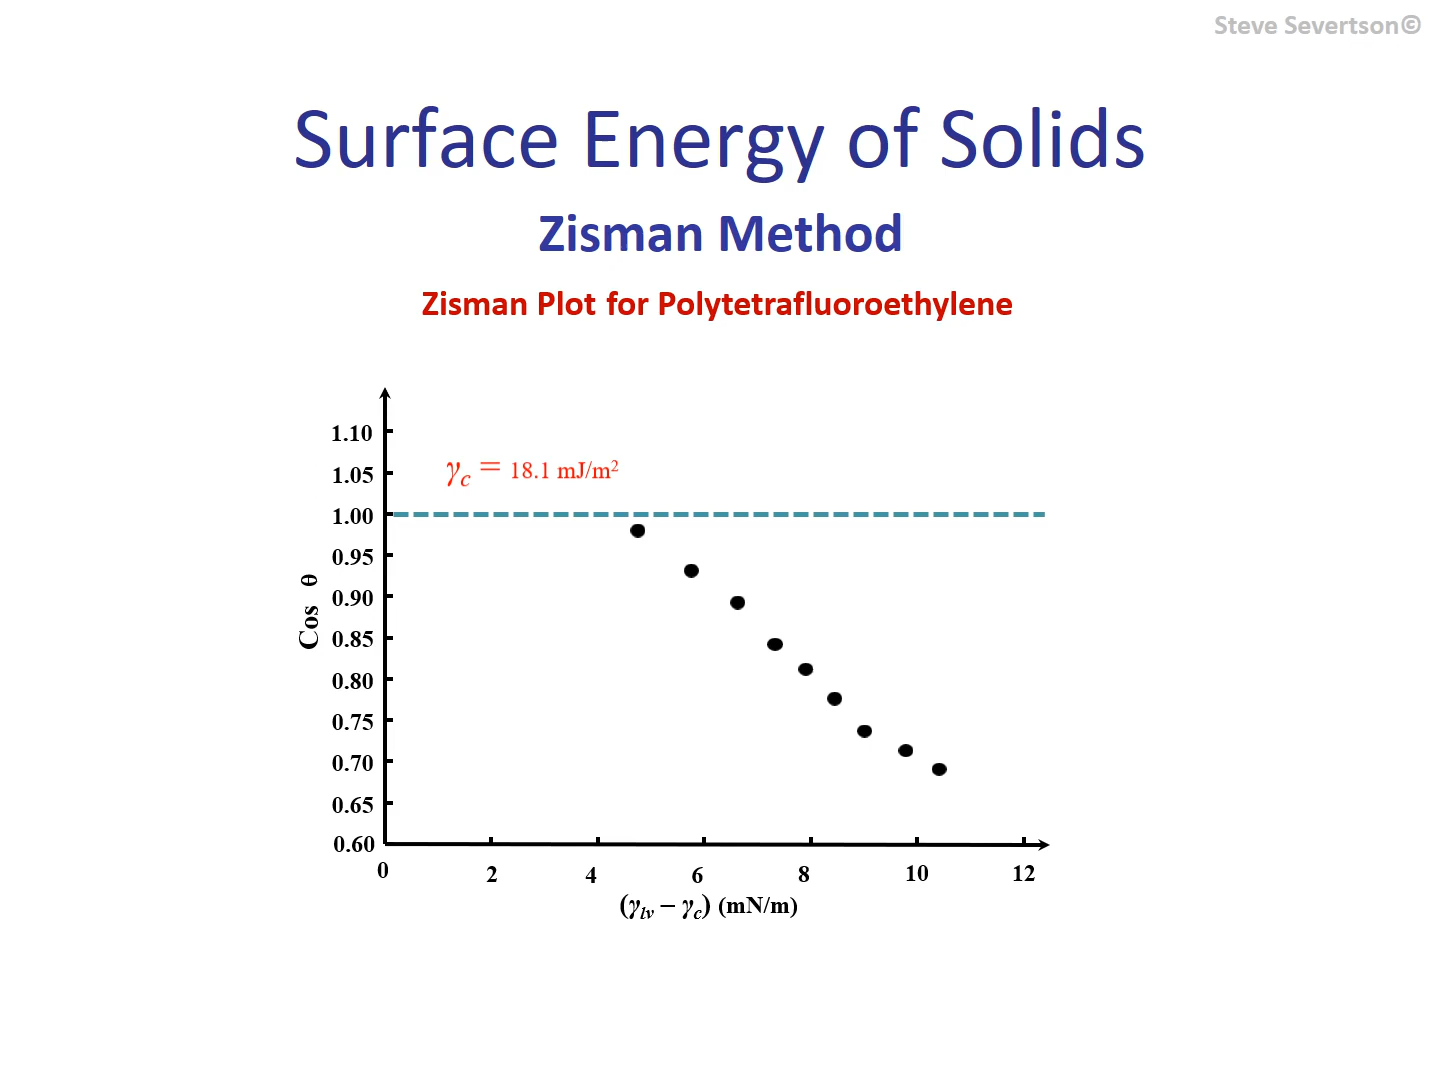 Steve Severtson©
Surface Energy of Solids
Zisman Method
Zisman Plot for Polytetrafluoroethylene
γc = 18.1 mJ/m²
1.10
1.05
1.00
0.95
0.90
0.85
0.80
0.75
0.70
0.65
0.60
Cos θ
0 2 4 6 8 10 12
(γlv – γc) (mN/m)